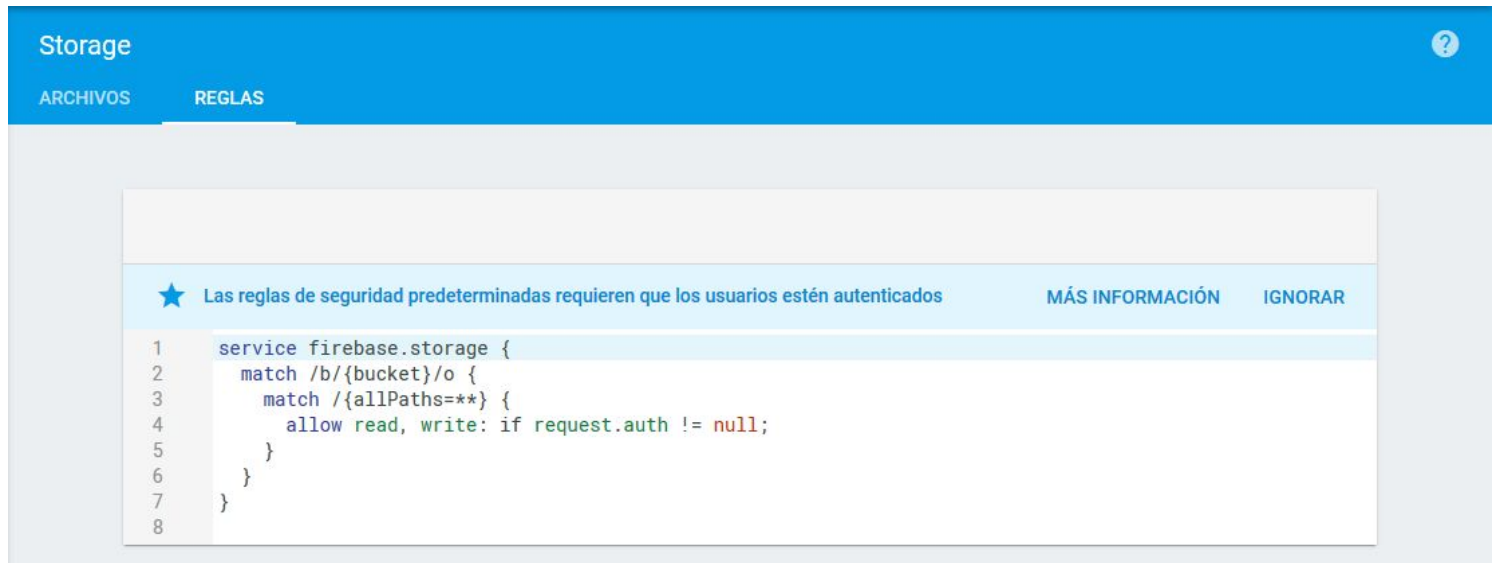 Storage
?
ARCHIVOS REGLAS
Las reglas de seguridad predeterminadas requieren que los usuarios estén autenticados MÁS INFORMACIÓN IGNORAR
1 service firebase.storage {
2 match /b/{bucket}/o {
3 match /{allPaths=**} {
4 allow read, write: if request.auth != null;
5 }
6 }
7 }
8